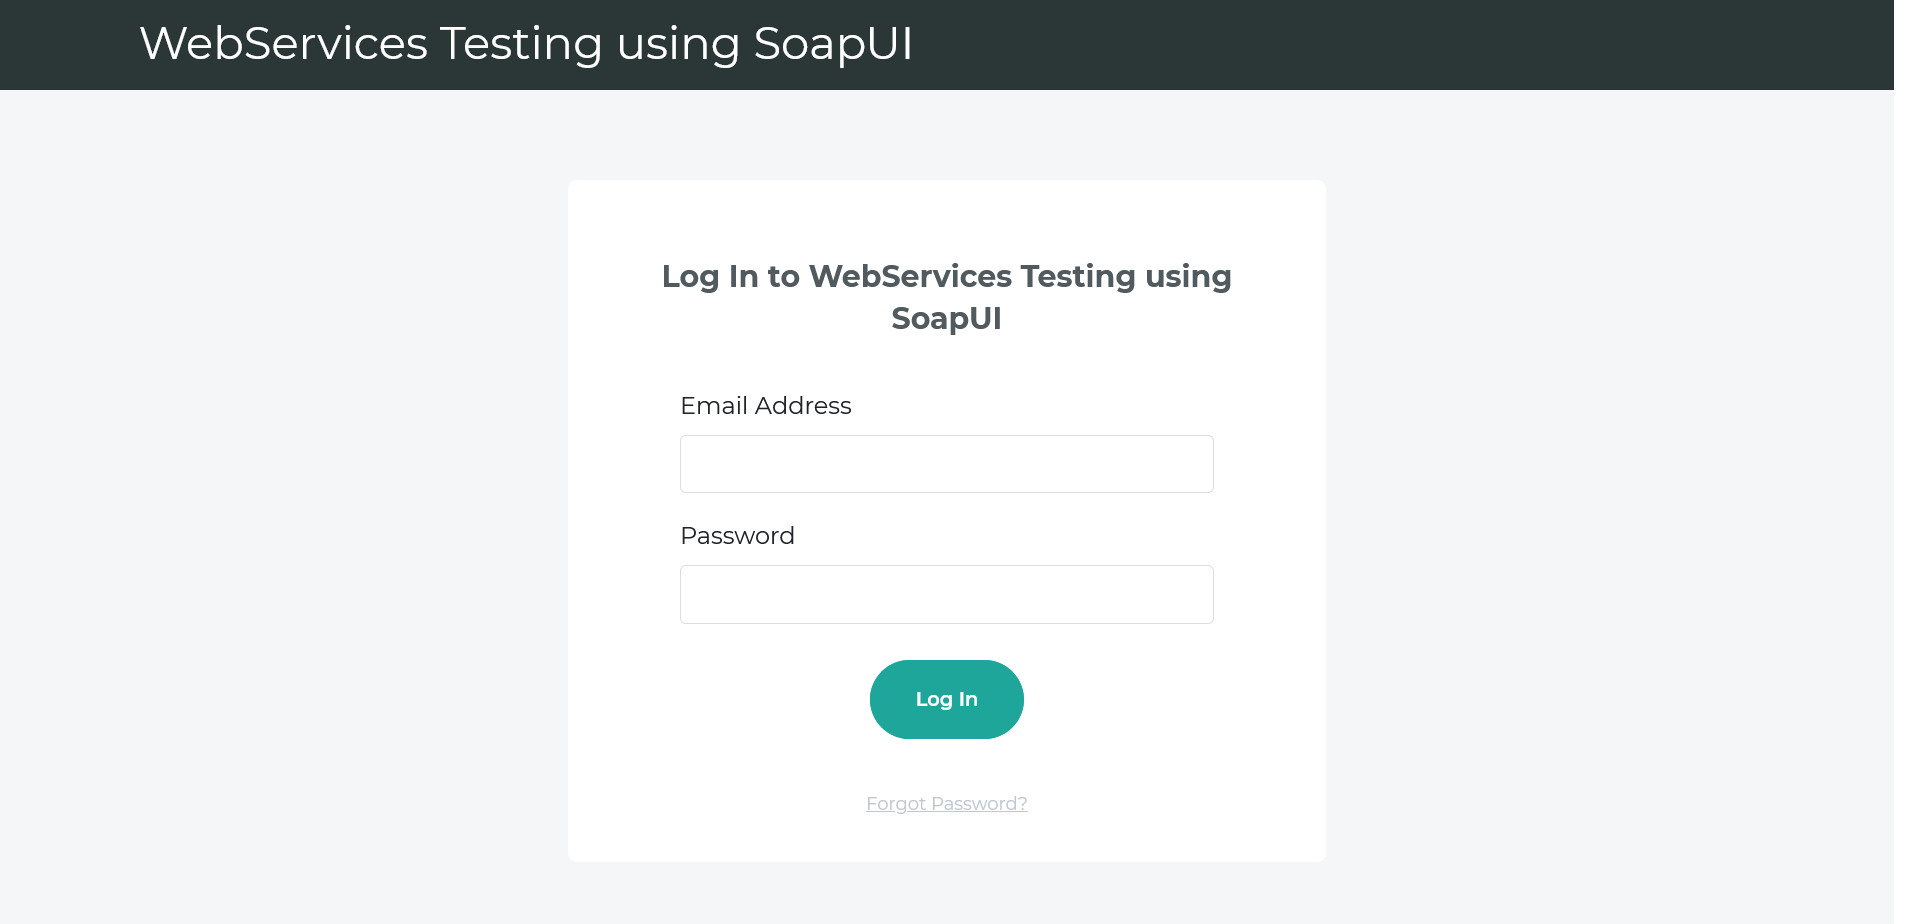 WebServices Testing using SoapUI
Log In to WebServices Testing using
SoapUI
Email Address
Password
Log In
Forgot Password?